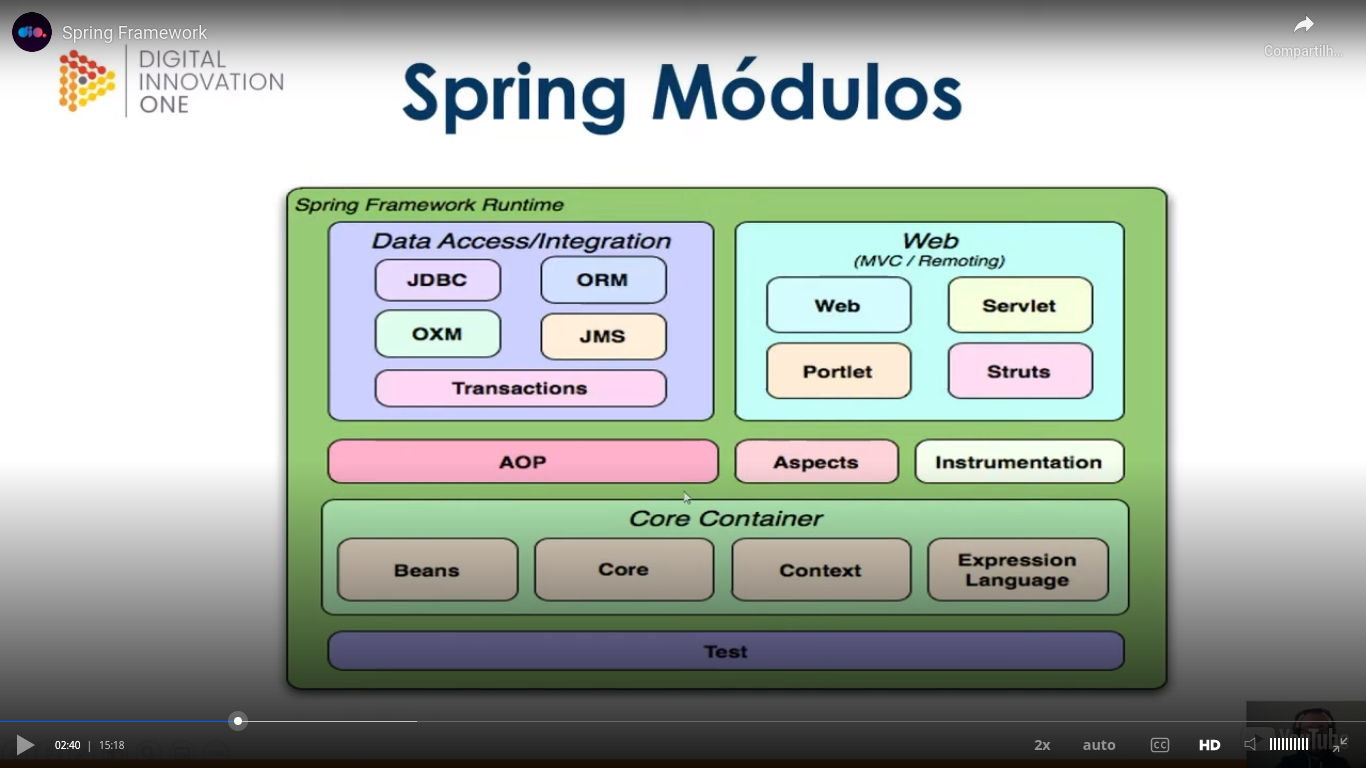 Spring Framework
Compartilh...
DIGITAL
INNOVATION
ONE
Spring Módulos
Spring Framework Runtime
Data Access/Integration
JDBC
ORM
OXM
JMS
Transactions
Web
(MVC / Remoting)
Web
Servlet
Portlet
Struts
AOP
Aspects
Instrumentation
Core Container
Beans
Core
Context
Expression
Language
Test
02:40 | 15:18
2x
auto
CC
HD
YouTube